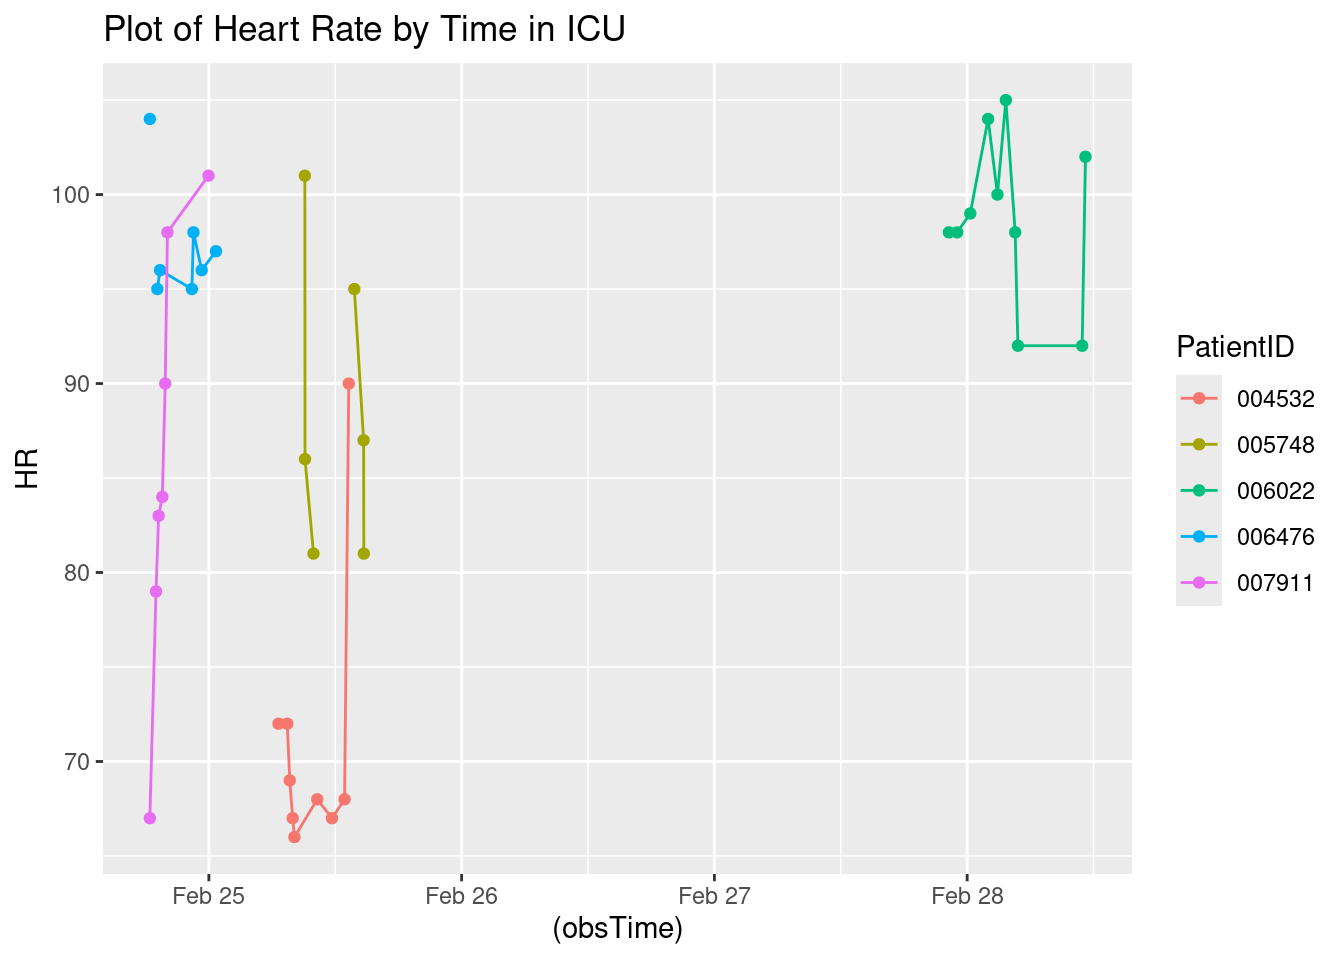 Plot of Heart Rate by Time in ICU
100
90
80
70
HR
Feb 25
Feb 26
Feb 27
Feb 28
(obsTime)
PatientID
004532
005748
006022
006476
007911